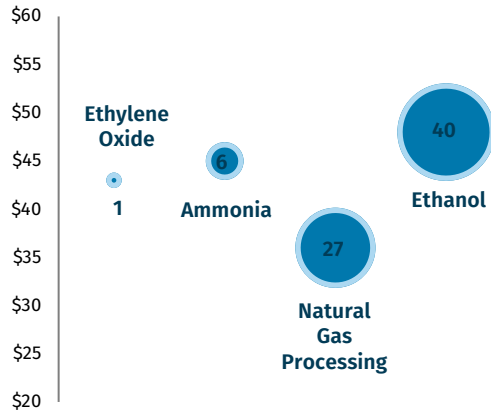 $60
$55
$50
$45
$40
$35
$30
$25
$20
Ethylene
Oxide
1
6
Ammonia
27
Natural
Gas
Processing
40
Ethanol